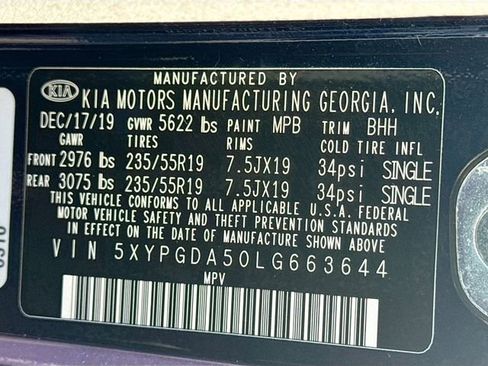 MANUFACTURED BY
KIA KIA MOTORS MANUFACTURING GEORGIA, INC.
DEC/17/19 GVWR 5622 lbs PAINT MPB TRIM BHH
GAWR TIRES RIMS COLD TIRE INFL
FRONT 2976 lbs 235/55R19 7.5JX19 34psi SINGLE
REAR 3075 lbs 235/55R19 7.5JX19 34psi SINGLE
THIS VEHICLE CONFORMS TO ALL APPLICABLE U.S.A. FEDERAL
MOTOR VEHICLE SAFETY AND THEFT PREVENTION STANDARDS
IN EFFECT ON THE DATE OF MANUFACTURE SHOWN ABOVE.
VIN 5XYPGDA50LG663644
MPV